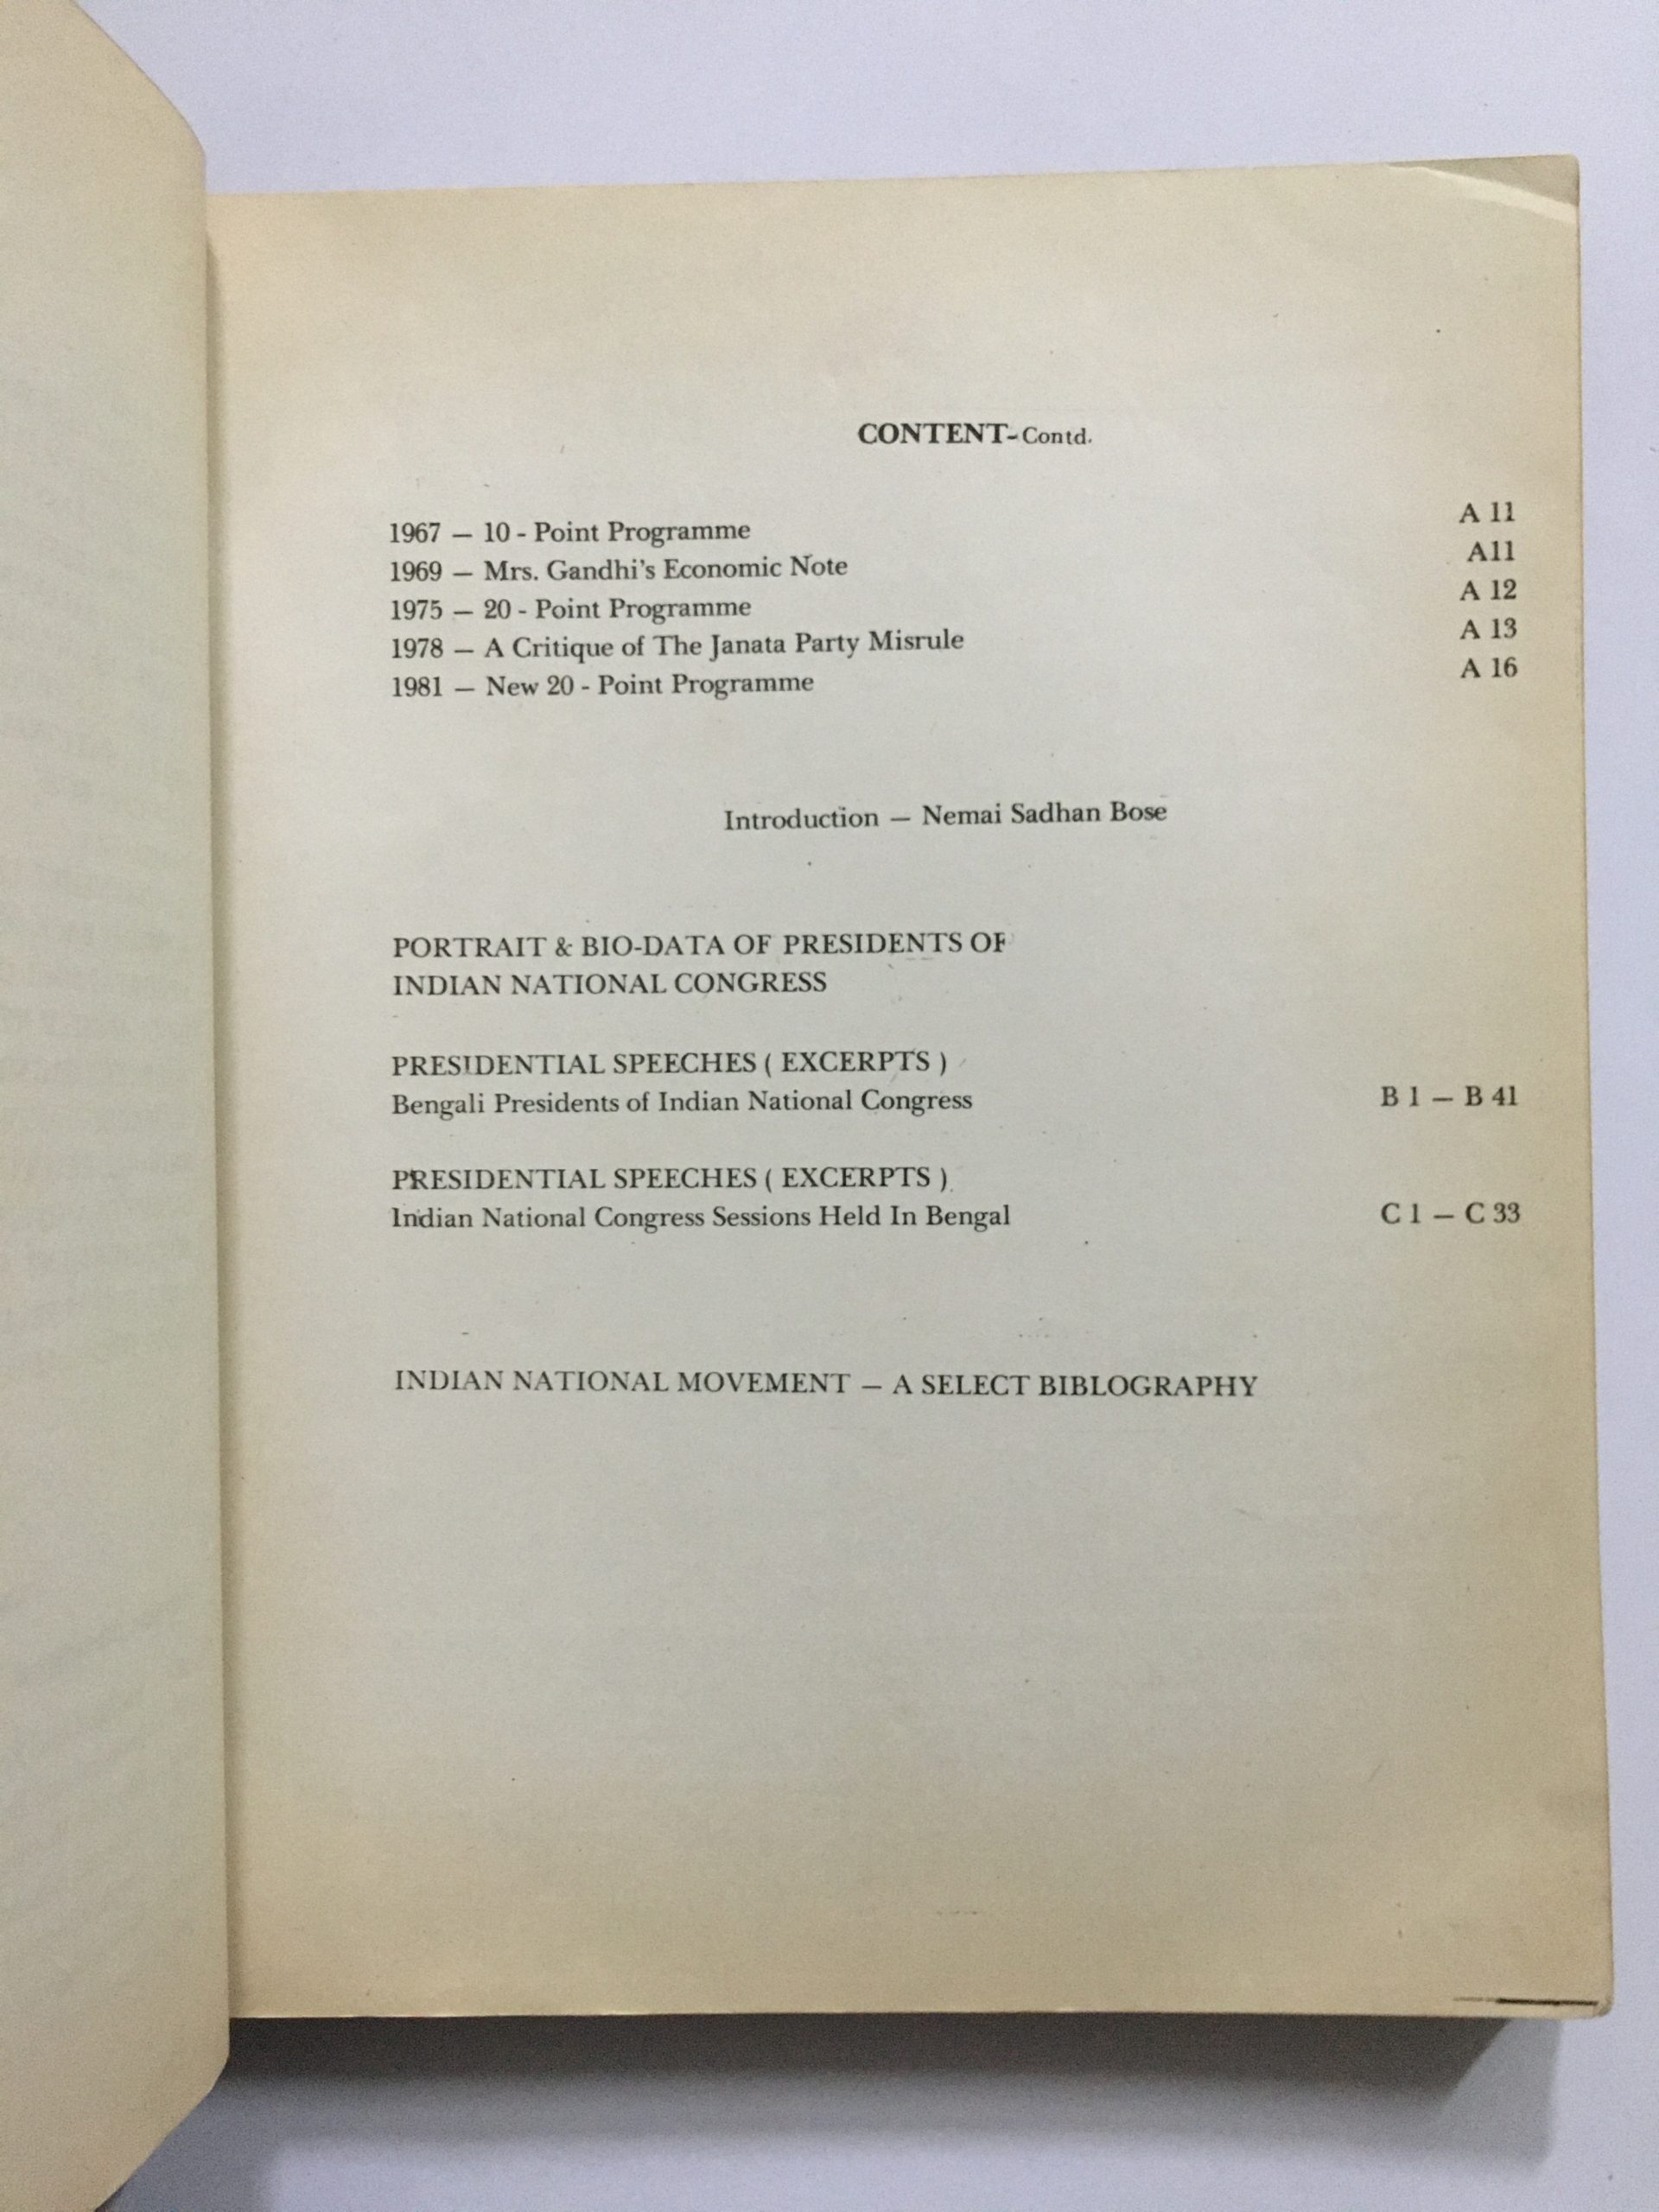 CONTENT-Contd.
1967 — 10 - Point Programme A 11
1969 — Mrs. Gandhi's Economic Note A11
1975 — 20 - Point Programme A 12
1978 — A Critique of The Janata Party Misrule A 13
1981 — New 20 - Point Programme A 16
Introduction — Nemai Sadhan Bose
PORTRAIT & BIO-DATA OF PRESIDENTS OF
INDIAN NATIONAL CONGRESS
PRESIDENTIAL SPEECHES ( EXCERPTS )
Bengali Presidents of Indian National Congress B 1 — B 41
PRESIDENTIAL SPEECHES ( EXCERPTS )
Indian National Congress Sessions Held In Bengal C 1 — C 33
INDIAN NATIONAL MOVEMENT — A SELECT BIBLOGRAPHY